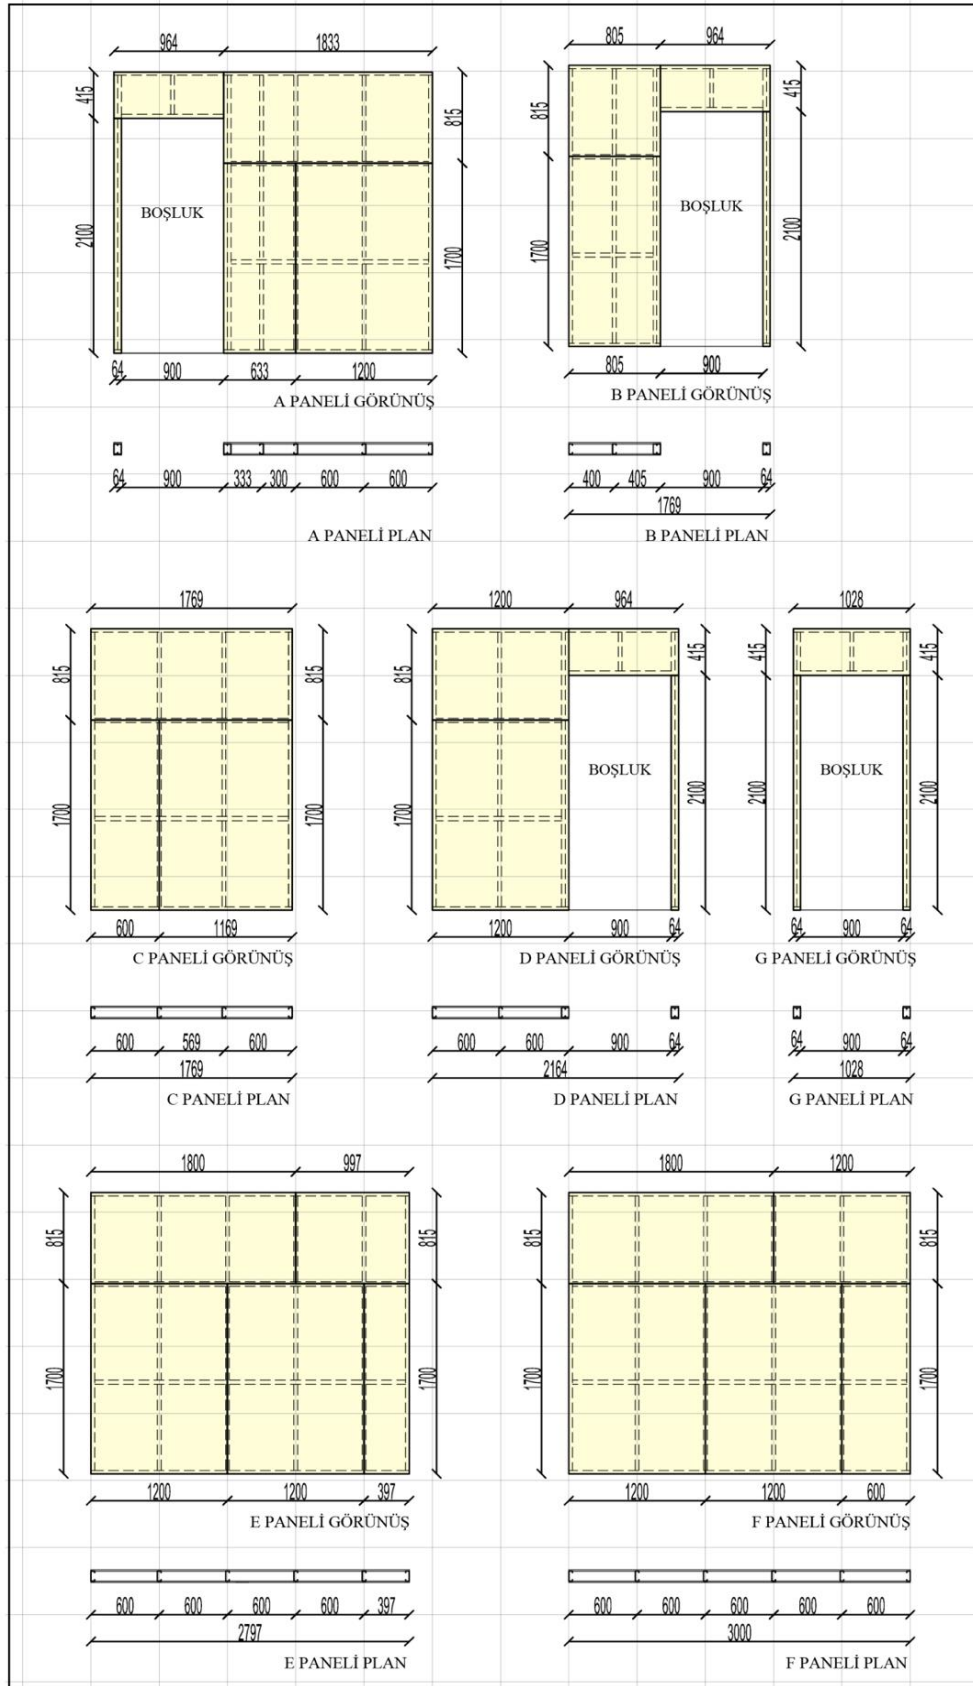 964 1833 805 964
415 815 815 415
BOŞLUK BOŞLUK
2100 1700 1700 2100
64 900 633 1200 805 900
A PANELİ GÖRÜNÜŞ B PANELİ GÖRÜNÜŞ
64 900 333 300 600 600 400 405 900 64
1769
A PANELİ PLAN B PANELİ PLAN
1769 1200 964 1028
815 815 815 415 415 415
BOŞLUK BOŞLUK
1700 1700 1700 2100 2100 2100
600 1169 1200 900 64 64 900 64
C PANELİ GÖRÜNÜŞ D PANELİ GÖRÜNÜŞ G PANELİ GÖRÜNÜŞ
600 569 600 600 600 900 64 64 900 64
1769 2164 1028
C PANELİ PLAN D PANELİ PLAN G PANELİ PLAN
1800 997 1800 1200
815 815 815 815
1700 1700 1700 1700
1200 1200 397 1200 1200 600
E PANELİ GÖRÜNÜŞ F PANELİ GÖRÜNÜŞ
600 600 600 600 397 600 600 600 600 600
2797 3000
E PANELİ PLAN F PANELİ PLAN